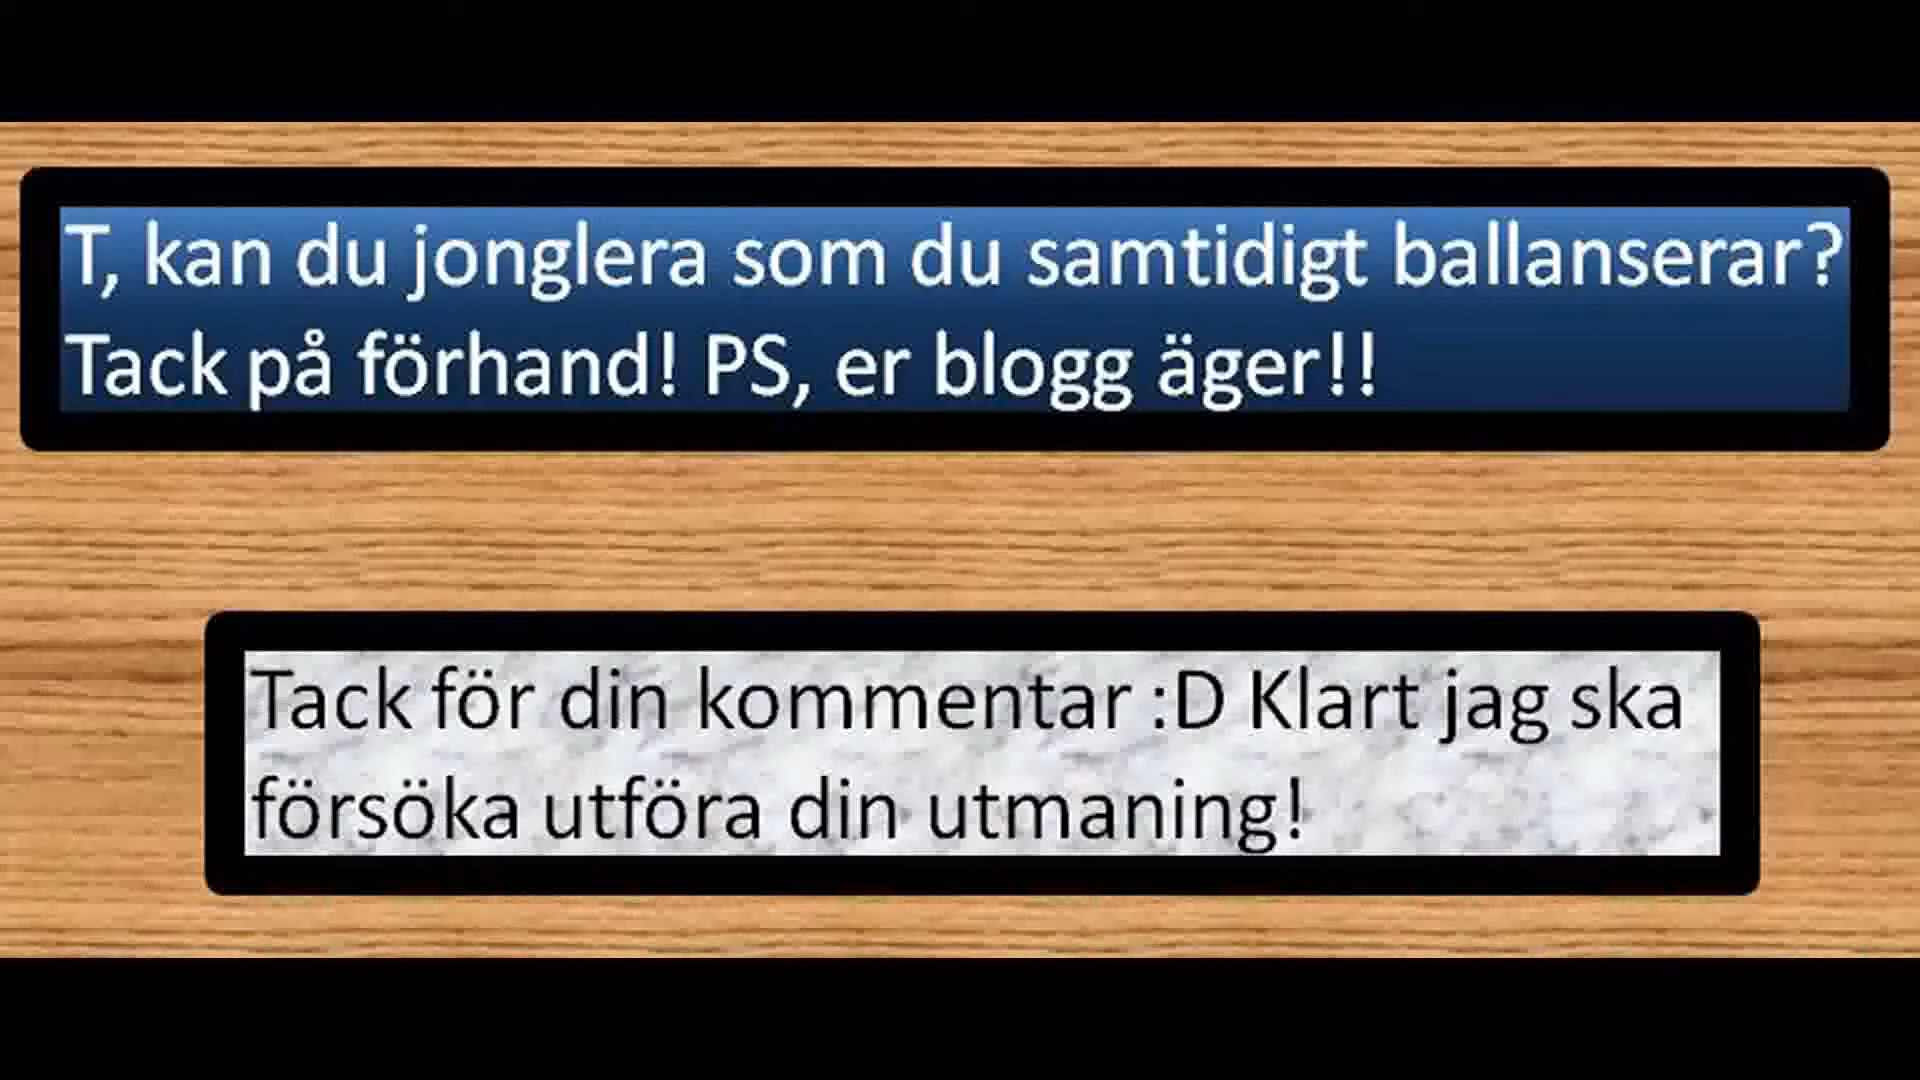 T, kan du jonglera som du samtidigt ballanserar?
Tack på förhand! PS, er blogg äger!!
Tack för din kommentar :D Klart jag ska
försöka utföra din utmaning!